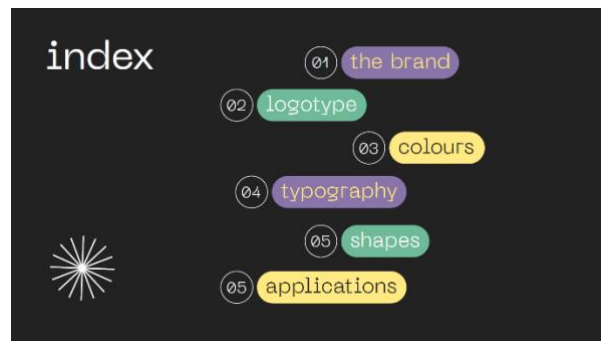 index
01 the brand
02 logotype
03 colours
04 typography
05 shapes
05 applications